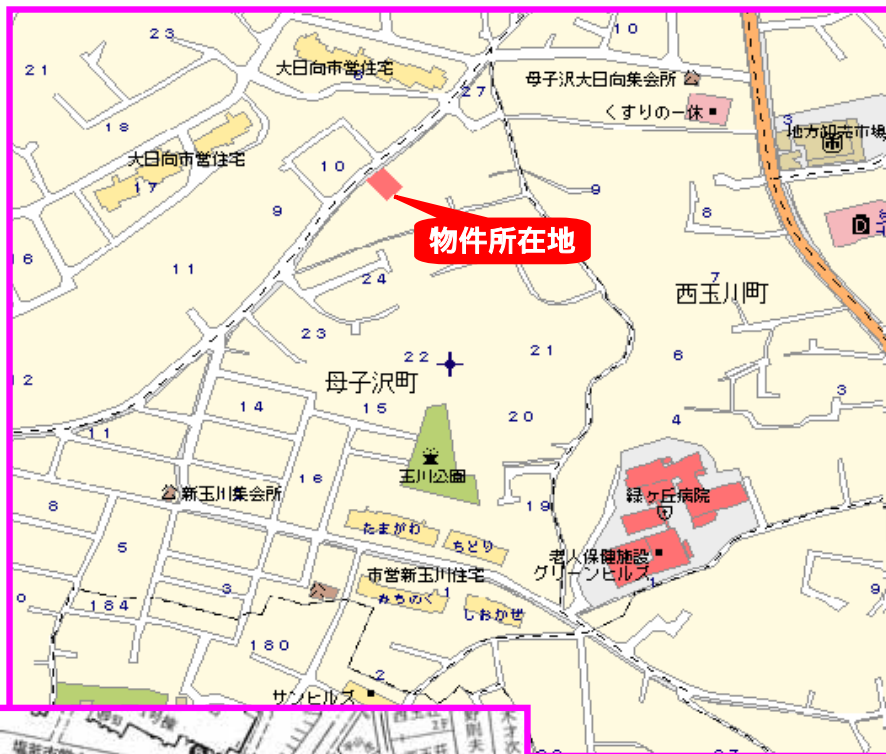 23
10
21
大日向市営住宅
8
27
母子沢大日向集会所
くすりの一休
3
地方卸売市場
18
大日向市営住宅
17
10
9
9
8
物件所在地
16
11
24
7
西玉川町
23
22
21
6
12
母子沢町
3
14
15
20
4
11
玉川公園
16
新玉川集会所
19
緑ヶ丘病院
8
たまがわ
ちとり
5
老人保健施設
グリーンヒルズ
1
市営新玉川住宅
3
1
みちのく
しおかぜ
9
184
180
2
サンヒルズ